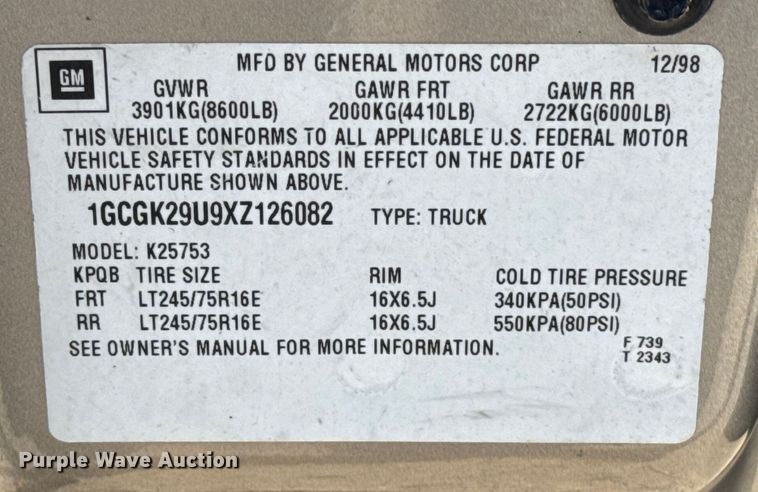 GM
MFD BY GENERAL MOTORS CORP 12/98
GVWR GAWR FRT GAWR RR
3901KG(8600LB) 2000KG(4410LB) 2722KG(6000LB)
THIS VEHICLE CONFORMS TO ALL APPLICABLE U.S. FEDERAL MOTOR
VEHICLE SAFETY STANDARDS IN EFFECT ON THE DATE OF
MANUFACTURE SHOWN ABOVE.
1GCGK29U9XZ126082 TYPE: TRUCK
MODEL: K25753
KPQB TIRE SIZE RIM COLD TIRE PRESSURE
FRT LT245/75R16E 16X6.5J 340KPA(50PSI)
RR LT245/75R16E 16X6.5J 550KPA(80PSI)
SEE OWNER'S MANUAL FOR MORE INFORMATION. F 739
T 2343
Purple Wave Auction